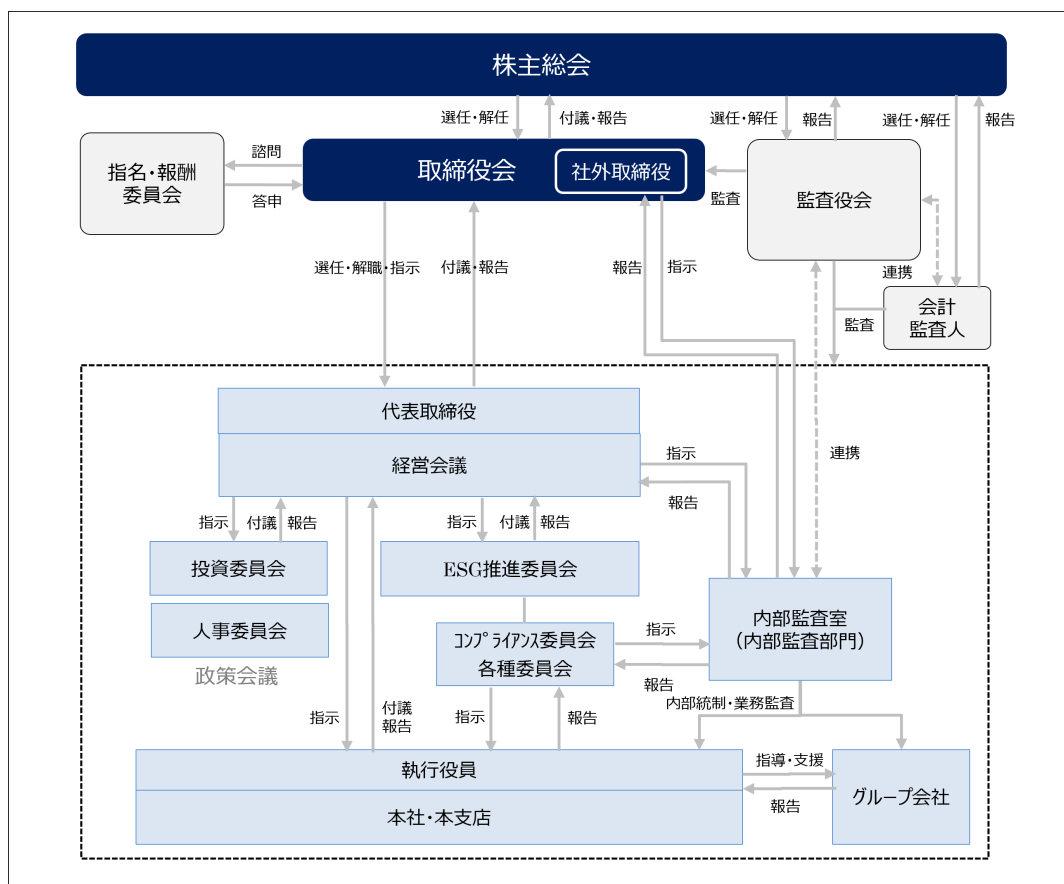 株主総会
選任・解任
付議・報告
選任・解任
報告
選任・解任
報告
指名・報酬
委員会
諮問
答申
取締役会
社外取締役
監査
監査役会
選任・解職・指示
付議・報告
報告
指示
連携
会計
監査人
監査
代表取締役
経営会議
指示
報告
連携
指示
付議
報告
指示
付議
報告
投資委員会
ESG推進委員会
人事委員会
政策会議
コンプライアンス委員会
各種委員会
指示
報告
内部監査室
（内部監査部門）
内部統制・業務監査
指示
付議
報告
指示
報告
執行役員
本社・本支店
指導・支援
報告
グループ会社